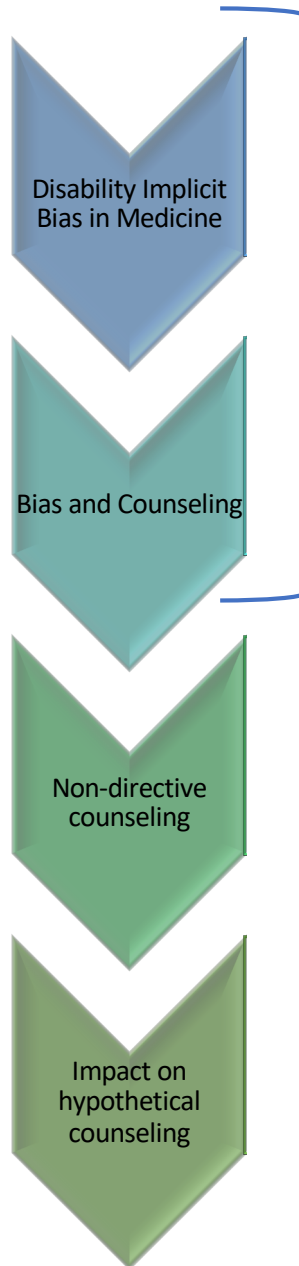 Disability Implicit
Bias in Medicine
Bias and Counseling
Non-directive
counseling
Impact on
hypothetical
counseling